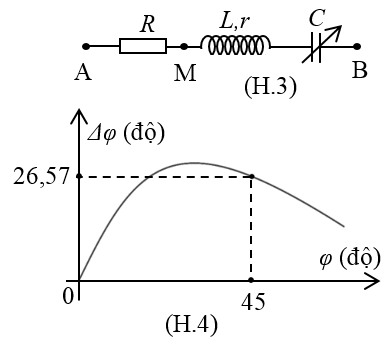 R L,r C
A M B
(H.3)
Δφ (độ)
26,57
φ (độ)
0 45
(H.4)